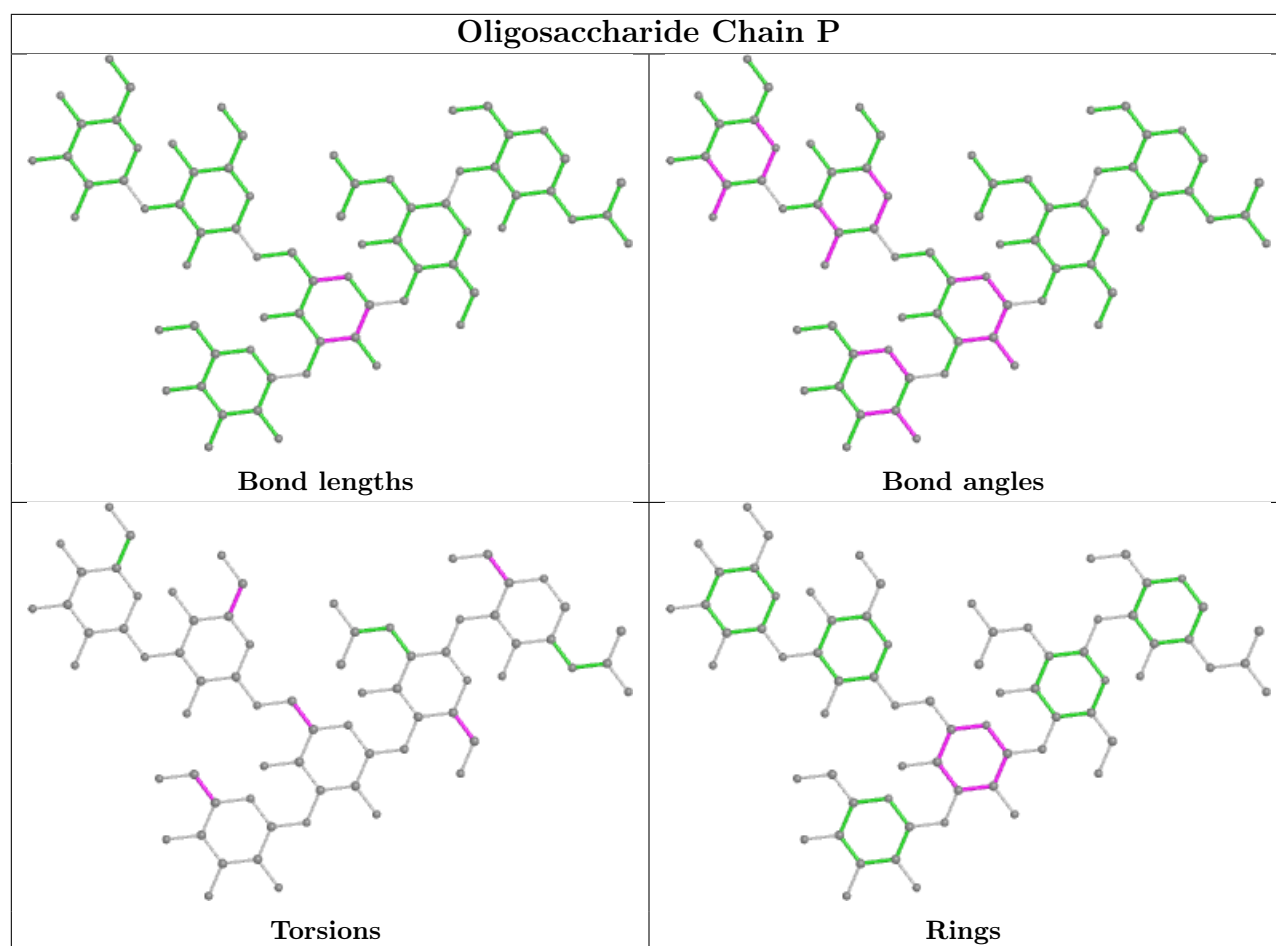 Oligosaccharide Chain P
Bond lengths
Bond angles
Torsions
Rings